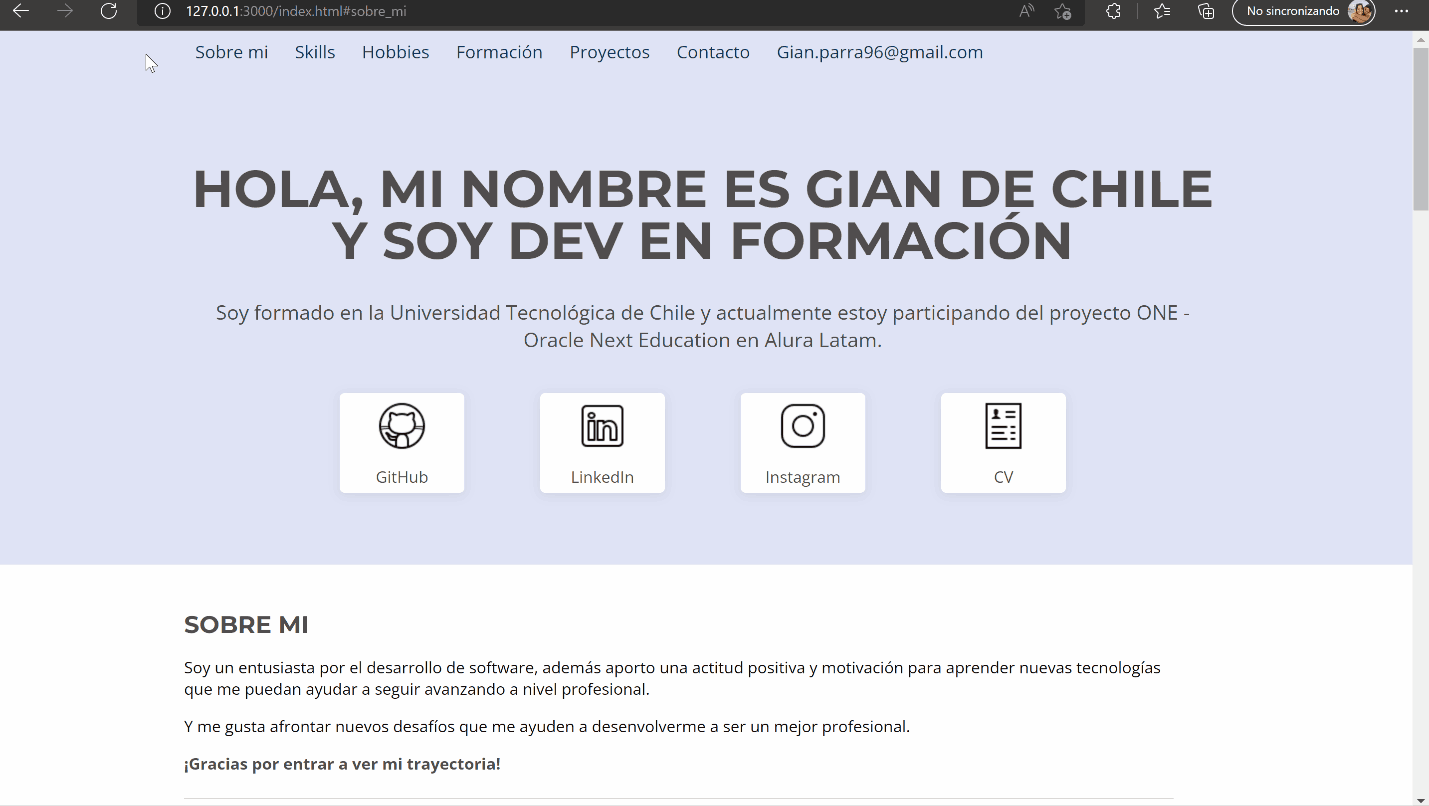 127.0.0.1:3000/index.html#sobre_mi
No sincronizando
Sobre mi Skills Hobbies Formación Proyectos Contacto Gian.parra96@gmail.com
HOLA, MI NOMBRE ES GIAN DE CHILE
Y SOY DEV EN FORMACIÓN
Soy formado en la Universidad Tecnológica de Chile y actualmente estoy participando del proyecto ONE -
Oracle Next Education en Alura Latam.
GitHub LinkedIn Instagram CV
SOBRE MI
Soy un entusiasta por el desarrollo de software, además aporto una actitud positiva y motivación para aprender nuevas tecnologías
que me puedan ayudar a seguir avanzando a nivel profesional.
Y me gusta afrontar nuevos desafíos que me ayuden a desenvolverme a ser un mejor profesional.
¡Gracias por entrar a ver mi trayectoria!